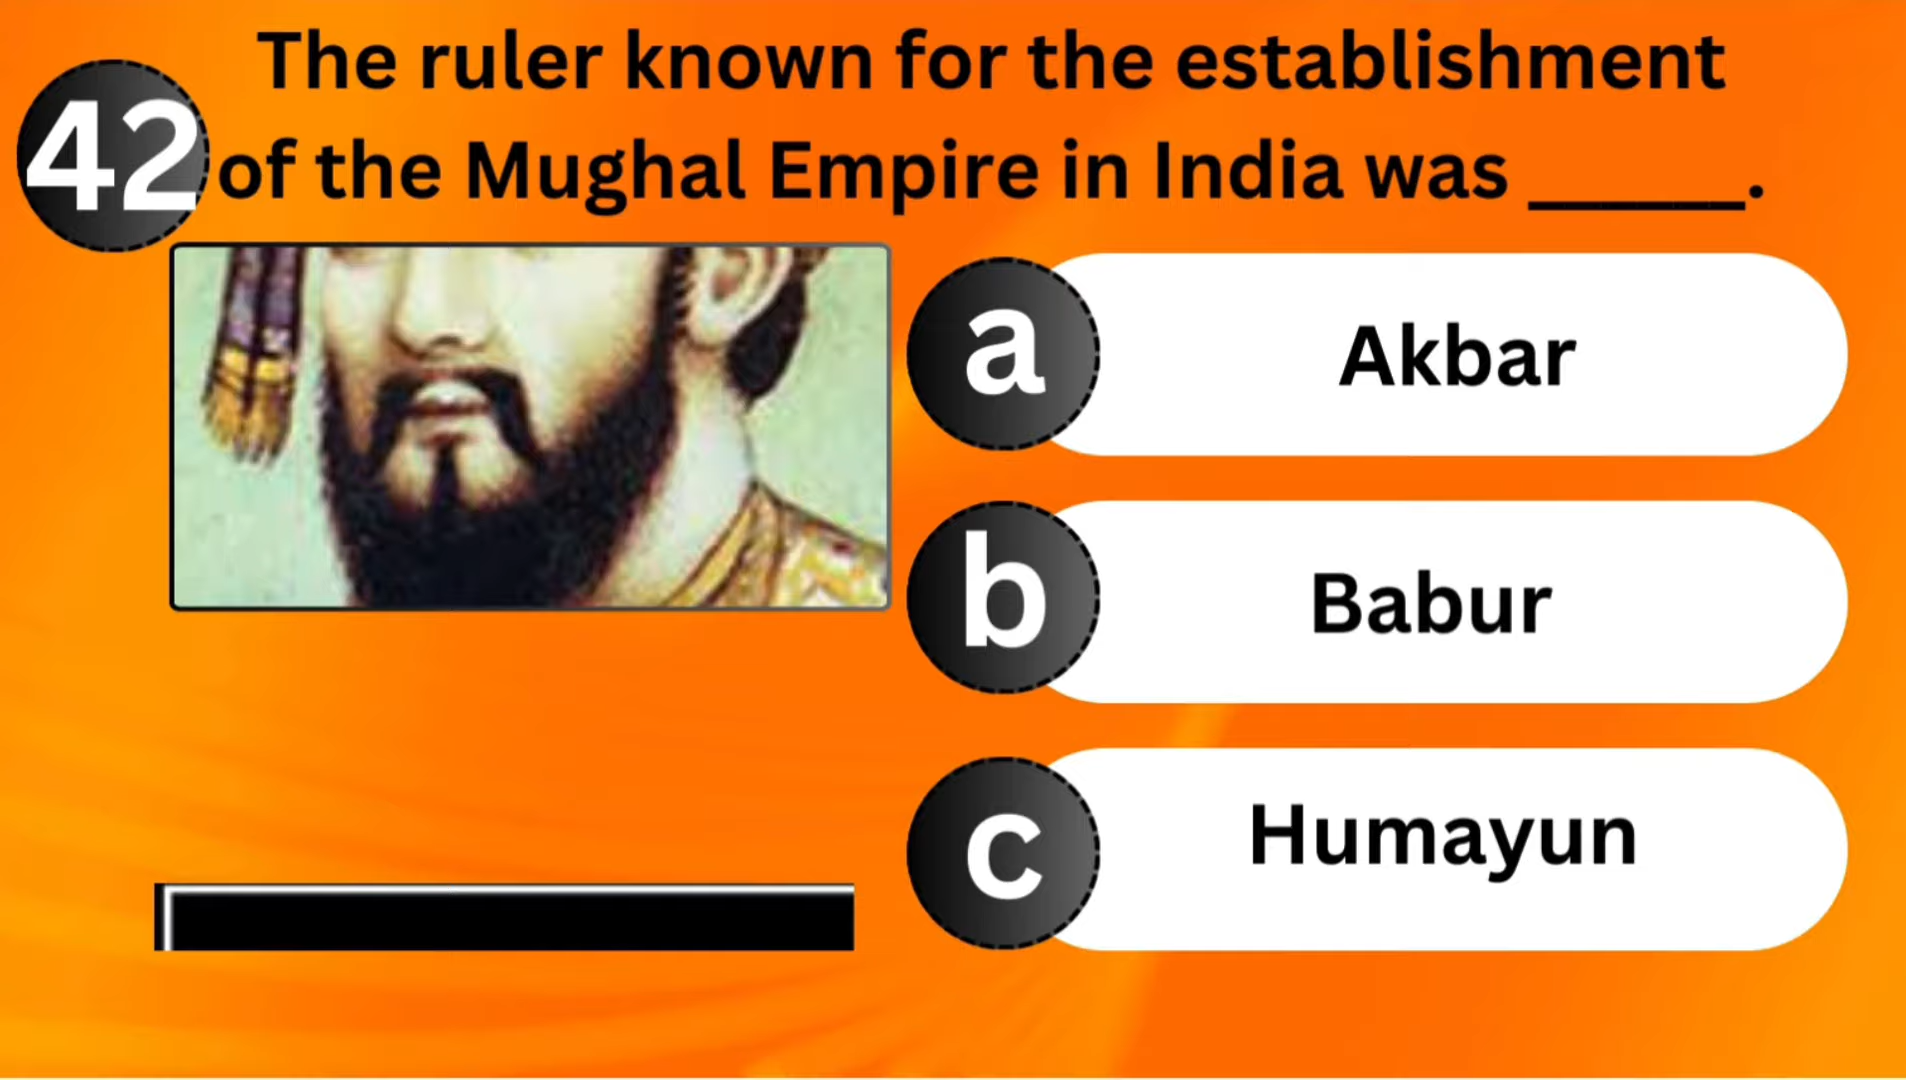 The ruler known for the establishment
42
of the Mughal Empire in India was ______.
a
Akbar
b
Babur
c
Humayun